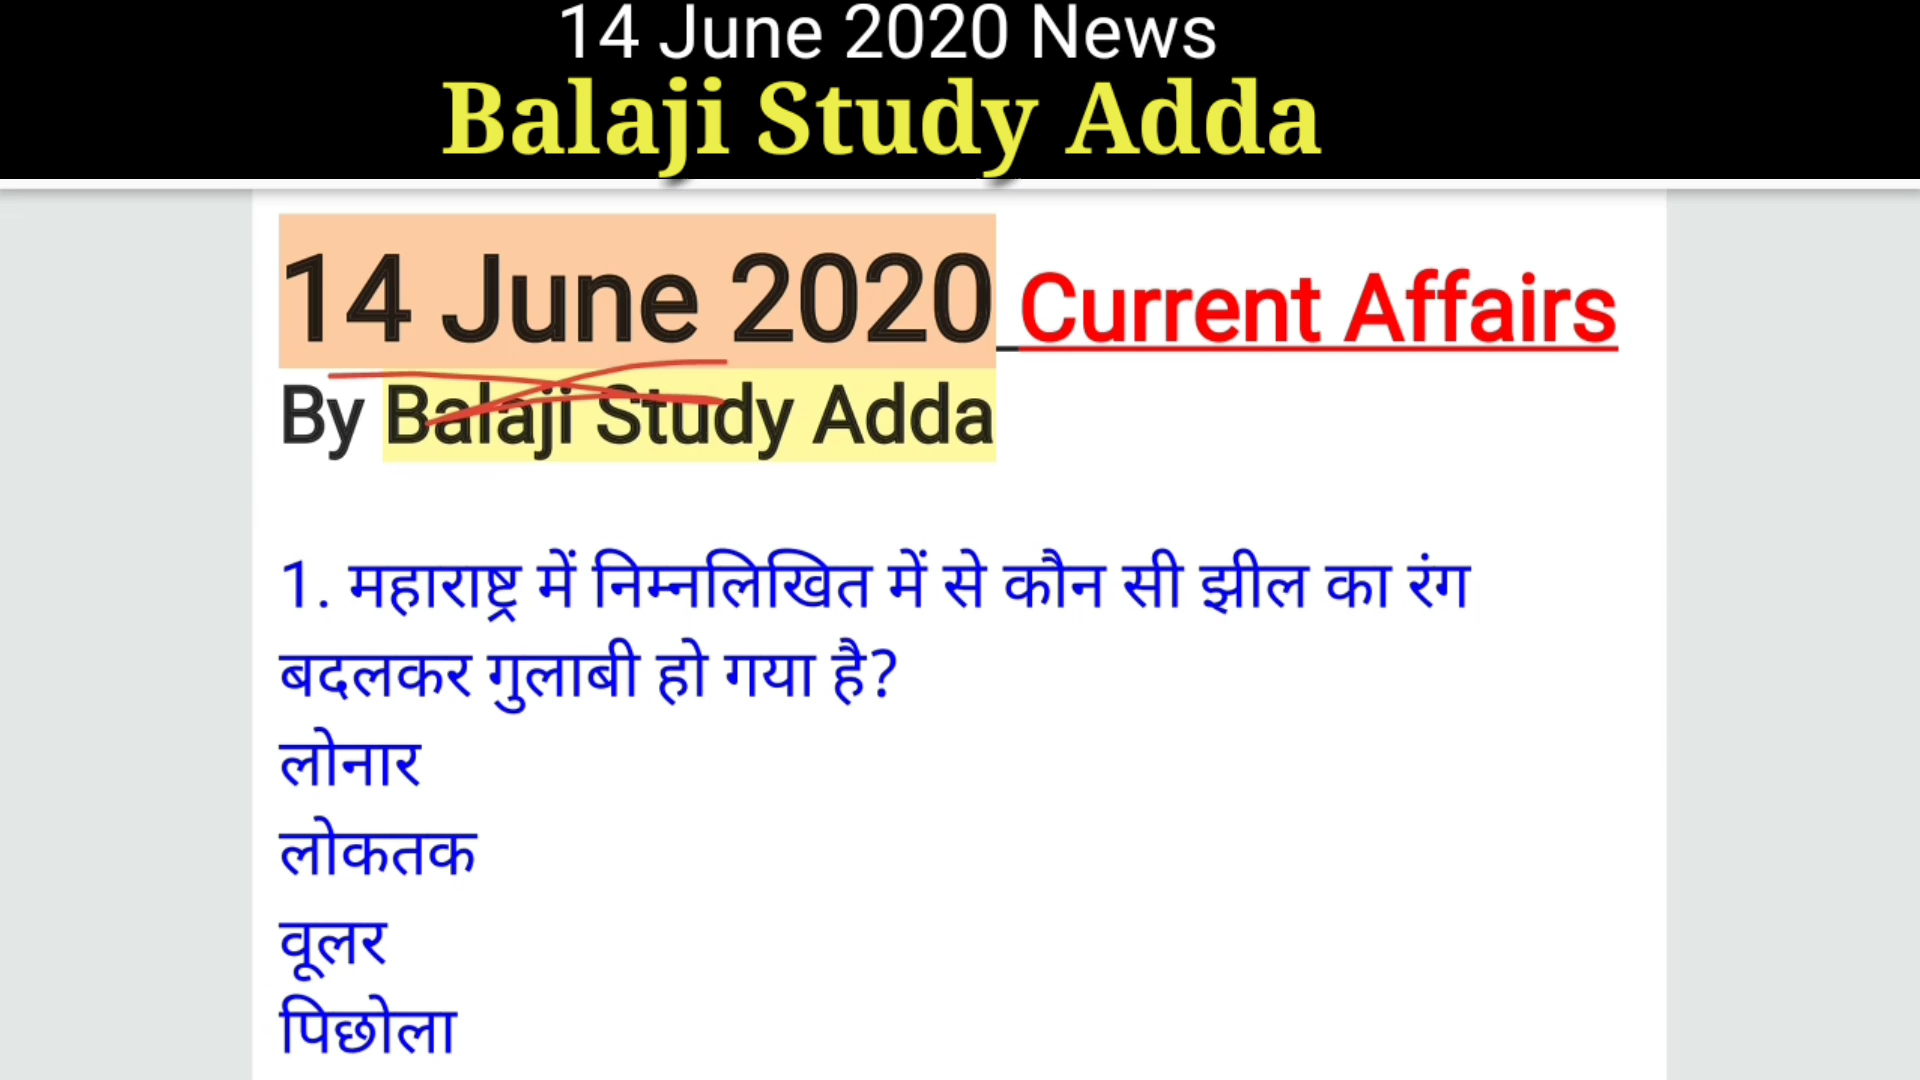 14 June 2020 News
Balaji Study Adda
14 June 2020 Current Affairs
By Balaji Study Adda
1. महाराष्ट्र में निम्नलिखित में से कौन सी झील का रंग
बदलकर गुलाबी हो गया है?
लोनार
लोकतक
वूलर
पिछोला